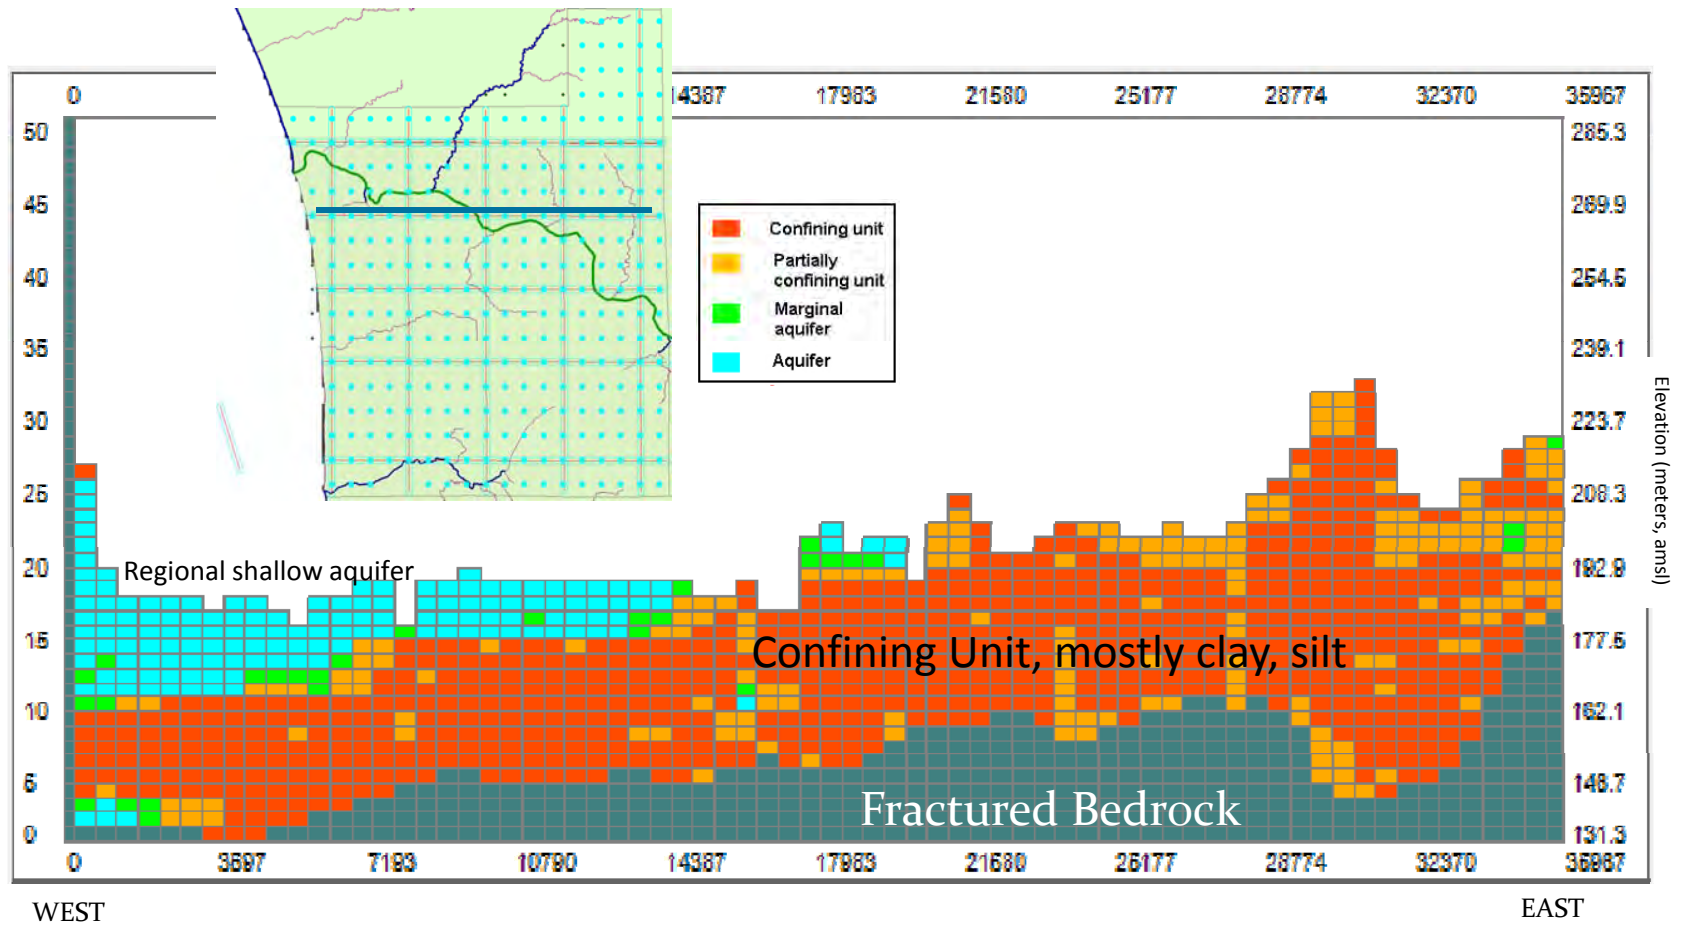 0 14387 17983 21580 25177 28774 32370 35967
50 285.3
45 269.9
40 254.5
35 239.1
30 223.7
25 208.3
20 192.9
15 177.5
10 162.1
5 146.7
0 131.3
Confining unit
Partially
confining unit
Marginal
aquifer
Aquifer
Elevation (meters, amsl)
Regional shallow aquifer
Confining Unit, mostly clay, silt
Fractured Bedrock
0 3597 7193 10790 14387 17983 21580 25177 28774 32370 35967
WEST EAST